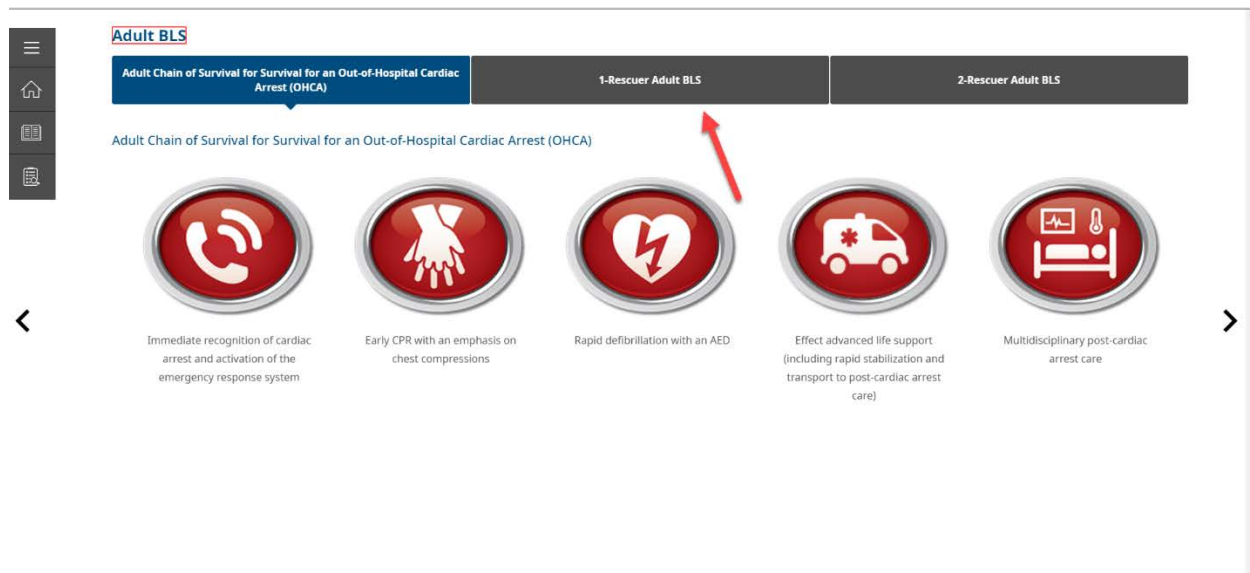 Adult BLS
Adult Chain of Survival for Survival for an Out-of-Hospital Cardiac
Arrest (OHCA)
1-Rescuer Adult BLS
2-Rescuer Adult BLS
Adult Chain of Survival for Survival for an Out-of-Hospital Cardiac Arrest (OHCA)
Immediate recognition of cardiac
arrest and activation of the
emergency response system
Early CPR with an emphasis on
chest compressions
Rapid defibrillation with an AED
Effect advanced life support
(including rapid stabilization and
transport to post-cardiac arrest
care)
Multidisciplinary post-cardiac
arrest care